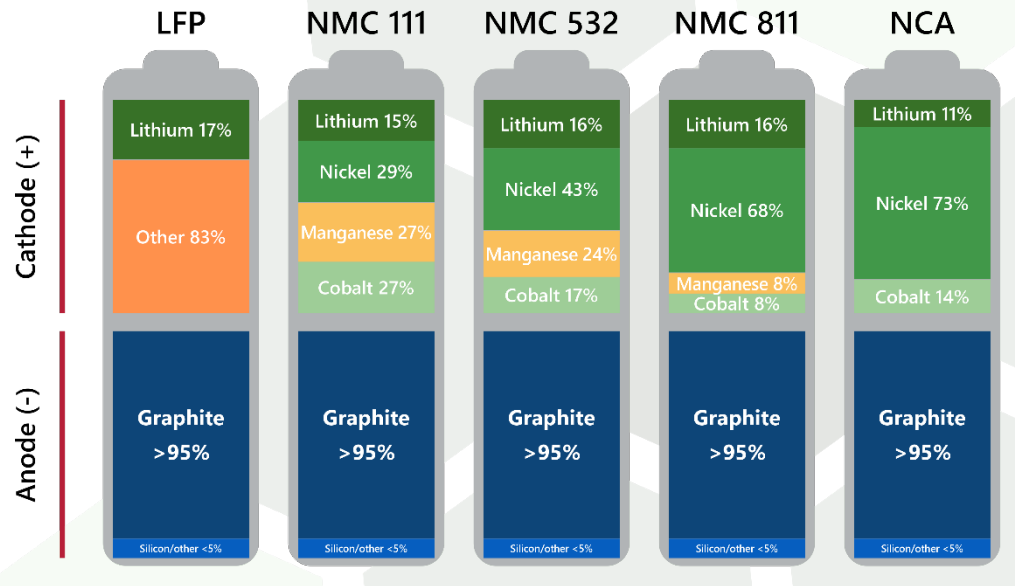 LFP
NMC 111
NMC 532
NMC 811
NCA
Cathode (+)
Lithium 17%
Other 83%
Lithium 15%
Nickel 29%
Manganese 27%
Cobalt 27%
Lithium 16%
Nickel 43%
Manganese 24%
Cobalt 17%
Lithium 16%
Nickel 68%
Manganese 8%
Cobalt 8%
Lithium 11%
Nickel 73%
Cobalt 14%
Anode (-)
Graphite
>95%
Silicon/other <5%
Graphite
>95%
Silicon/other <5%
Graphite
>95%
Silicon/other <5%
Graphite
>95%
Silicon/other <5%
Graphite
>95%
Silicon/other <5%